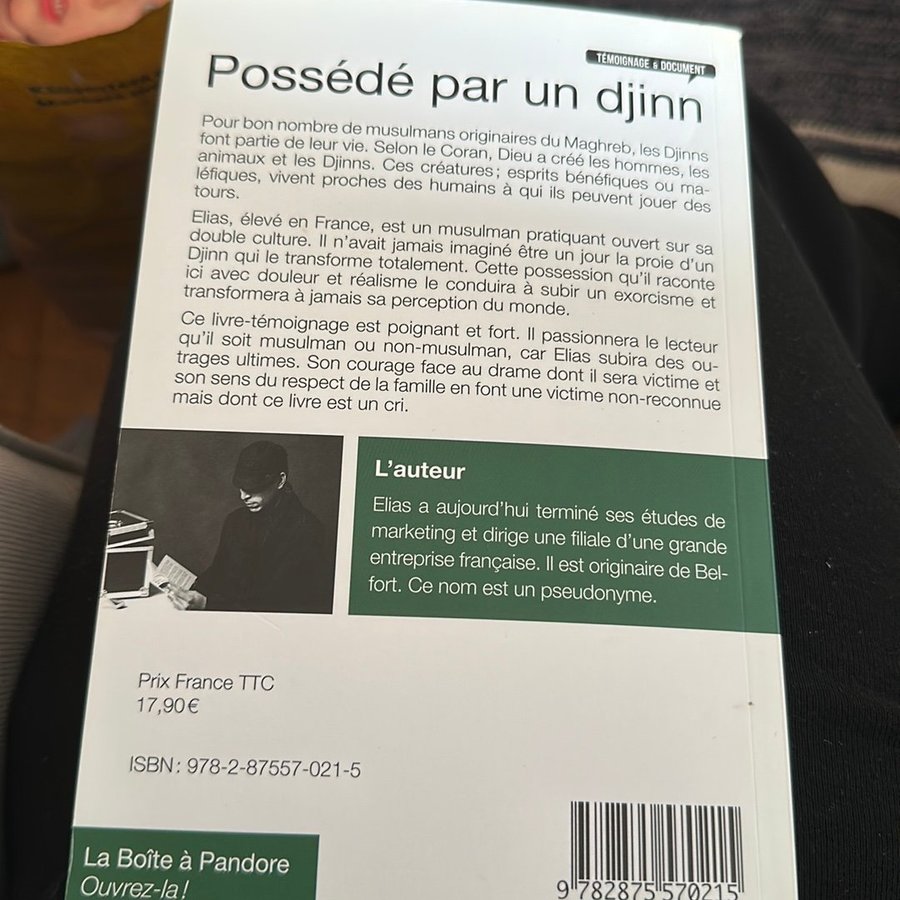 TÉMOIGNAGE & DOCUMENT
Possédé par un djinn
Pour bon nombre de musulmans originaires du Maghreb, les Djinns
font partie de leur vie. Selon le Coran, Dieu a créé les hommes, les
animaux et les Djinns. Ces créatures ; esprits bénéfiques ou ma-
léfiques, vivent proches des humains à qui ils peuvent jouer des
tours.
Elias, élevé en France, est un musulman pratiquant ouvert sur sa
double culture. Il n'avait jamais imaginé être un jour la proie d'un
Djinn qui le transforme totalement. Cette possession qu'il raconte
ici avec douleur et réalisme le conduira à subir un exorcisme et
transformera à jamais sa perception du monde.
Ce livre-témoignage est poignant et fort. Il passionnera le lecteur
qu'il soit musulman ou non-musulman, car Elias subira des ou-
trages ultimes. Son courage face au drame dont il sera victime et
son sens du respect de la famille en font une victime non-reconnue
mais dont ce livre est un cri.
L'auteur
Elias a aujourd'hui terminé ses études de
marketing et dirige une filiale d'une grande
entreprise française. Il est originaire de Bel-
fort. Ce nom est un pseudonyme.
Prix France TTC
17,90 €
ISBN : 978-2-87557-021-5
La Boîte à Pandore
Ouvrez-la !
9 782875 570215